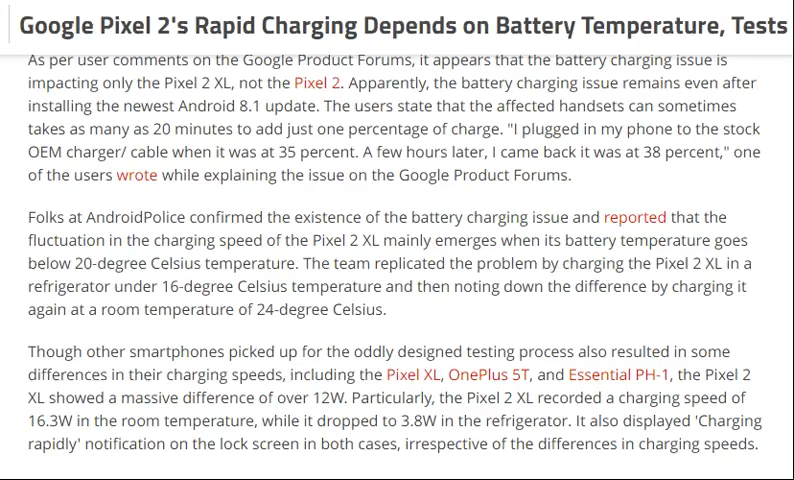 Google Pixel 2's Rapid Charging Depends on Battery Temperature, Tests
As per user comments on the Google Product Forums, it appears that the battery charging issue is
impacting only the Pixel 2 XL, not the Pixel 2. Apparently, the battery charging issue remains even after
installing the newest Android 8.1 update. The users state that the affected handsets can sometimes
takes as many as 20 minutes to add just one percentage of charge. "I plugged in my phone to the stock
OEM charger/ cable when it was at 35 percent. A few hours later, I came back it was at 38 percent," one
of the users wrote while explaining the issue on the Google Product Forums.
Folks at AndroidPolice confirmed the existence of the battery charging issue and reported that the
fluctuation in the charging speed of the Pixel 2 XL mainly emerges when its battery temperature goes
below 20-degree Celsius temperature. The team replicated the problem by charging the Pixel 2 XL in a
refrigerator under 16-degree Celsius temperature and then noting down the difference by charging it
again at a room temperature of 24-degree Celsius.
Though other smartphones picked up for the oddly designed testing process also resulted in some
differences in their charging speeds, including the Pixel XL, OnePlus 5T, and Essential PH-1, the Pixel 2
XL showed a massive difference of over 12W. Particularly, the Pixel 2 XL recorded a charging speed of
16.3W in the room temperature, while it dropped to 3.8W in the refrigerator. It also displayed 'Charging
rapidly' notification on the lock screen in both cases, irrespective of the differences in charging speeds.